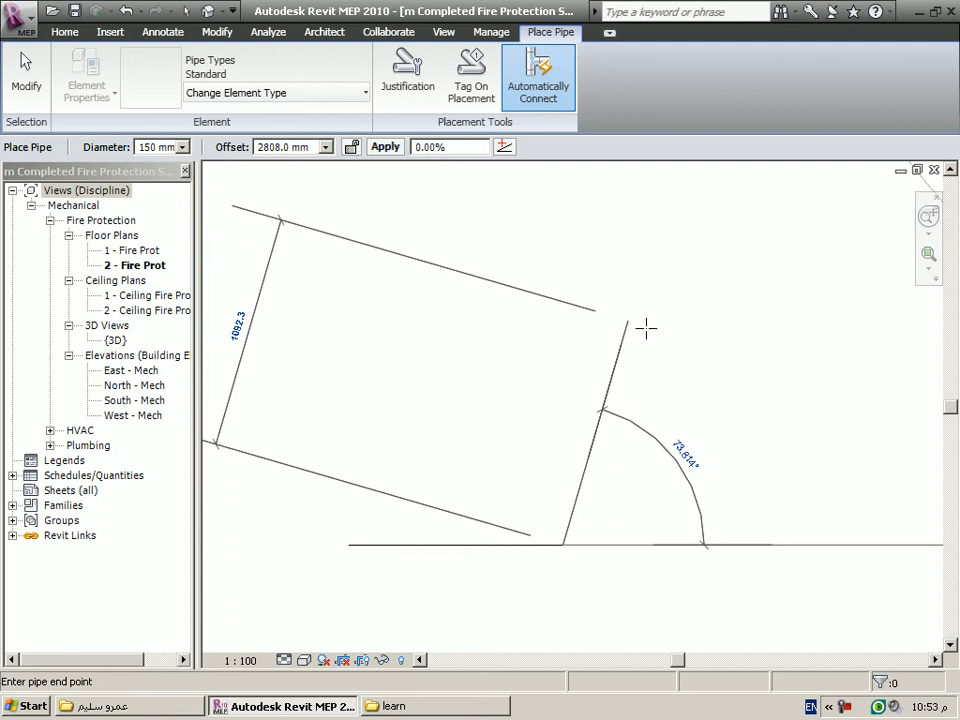 MEP
Autodesk Revit MEP 2010 - [m Completed Fire Protection S...
Type a keyword or phrase
Home Insert Annotate Modify Analyze Architect Collaborate View Manage Place Pipe
Modify
Element Properties
Pipe Types
Standard
Change Element Type
Justification
Tag On Placement
Automatically Connect
Selection Element Placement Tools
Place Pipe Diameter: 150 mm Offset: 2808.0 mm Apply 0.00%
m Completed Fire Protection S...
Views (Discipline)
Mechanical
Fire Protection
Floor Plans
1 - Fire Prot
2 - Fire Prot
Ceiling Plans
1 - Ceiling Fire Pro
2 - Ceiling Fire Pro
3D Views
{3D}
Elevations (Building E
East - Mech
North - Mech
South - Mech
West - Mech
HVAC
Plumbing
Legends
Schedules/Quantities
Sheets (all)
Families
Groups
Revit Links
1092.3
73.814°
1 : 100
Enter pipe end point
:0
Start
عمرو سليم
Autodesk Revit MEP 2...
learn
EN
«
10:53 م